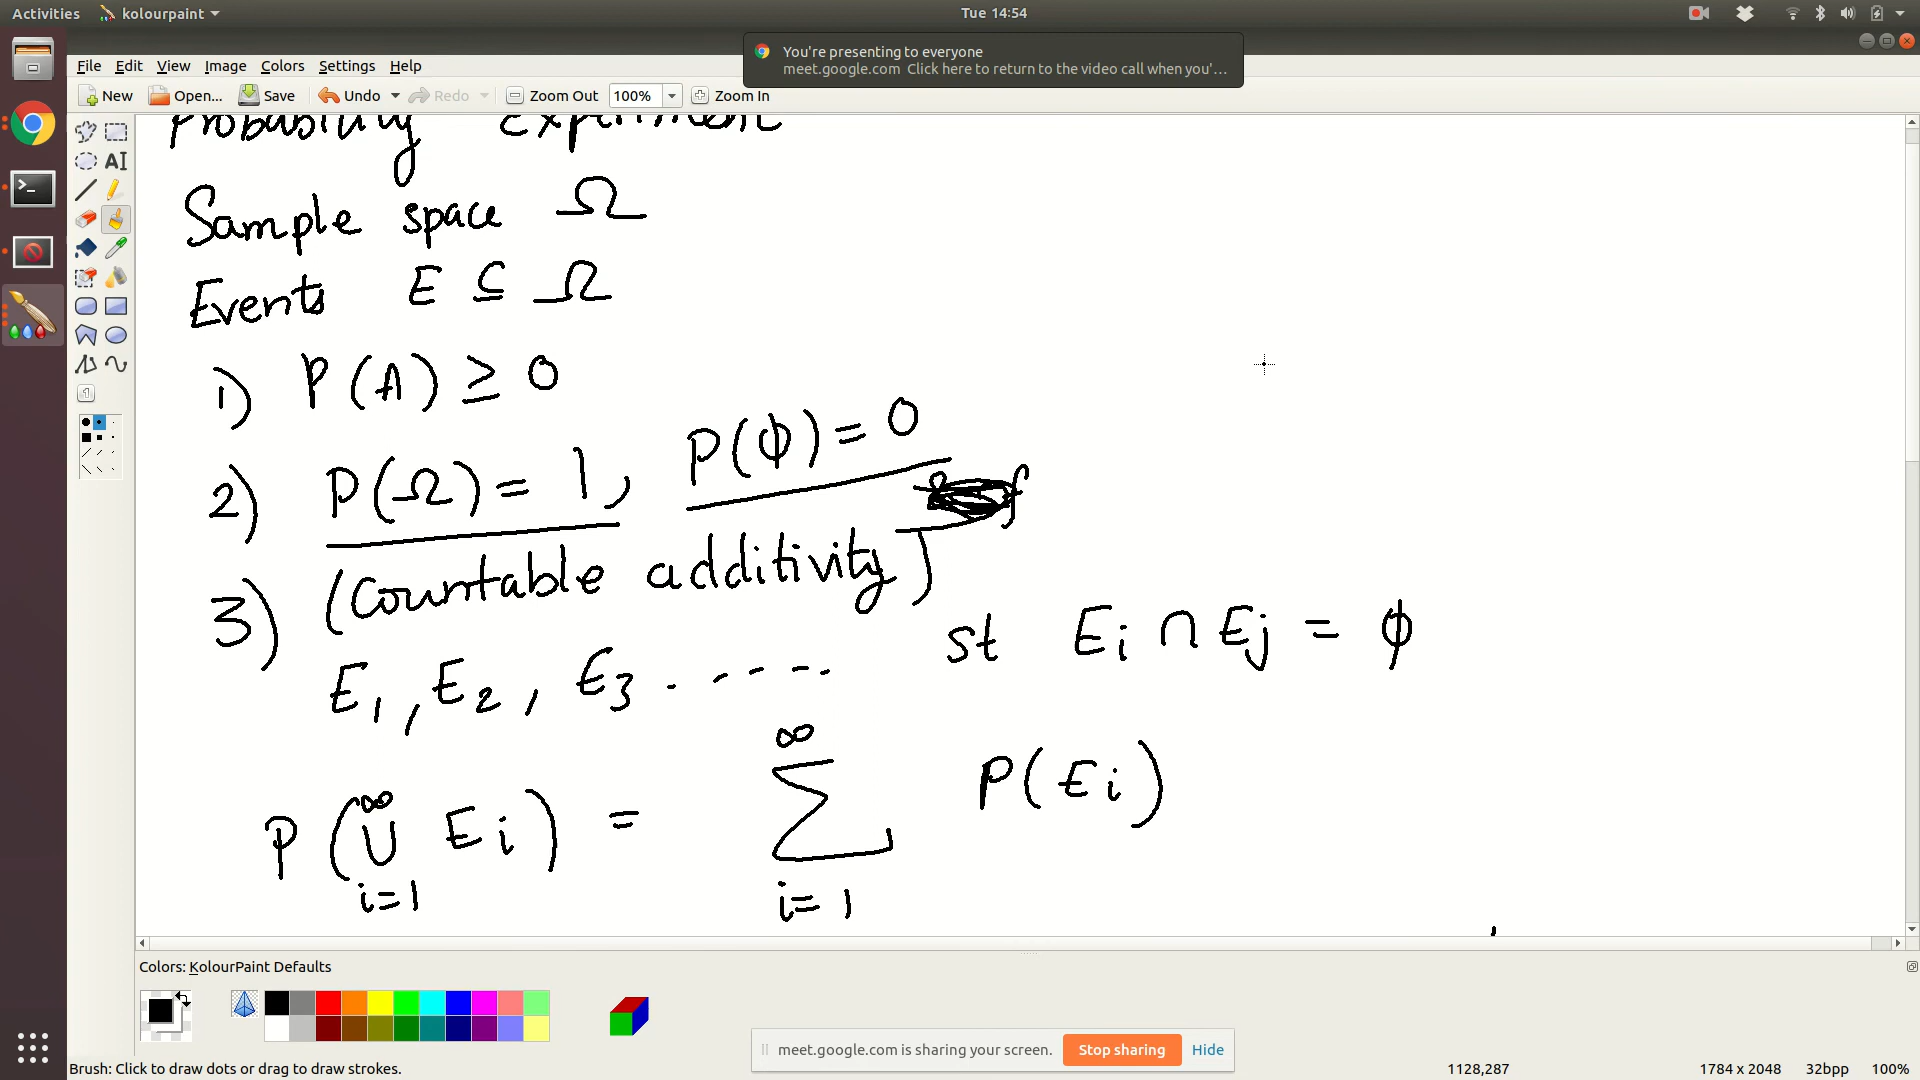 Activities kolourpaint Tue 14:54
You're presenting to everyone
meet.google.com Click here to return to the video call when you'...
File Edit View Image Colors Settings Help
New Open... Save Undo Redo Zoom Out 100% Zoom In
Probability Experiment
Sample space Ω
Events E ⊆ Ω
1) P(A) ≥ 0
2) P(Ω) = 1, P(ϕ) = 0
3) (Countable additivity)
E1, E2, E3 ...... st Ei ∩ Ej = ϕ
P(∪_{i=1}^{∞} Ei) = Σ_{i=1}^{∞} P(Ei)
Colors: KolourPaint Defaults
meet.google.com is sharing your screen. Stop sharing Hide
Brush: Click to draw dots or drag to draw strokes. 1128,287 1784 x 2048 32bpp 100%